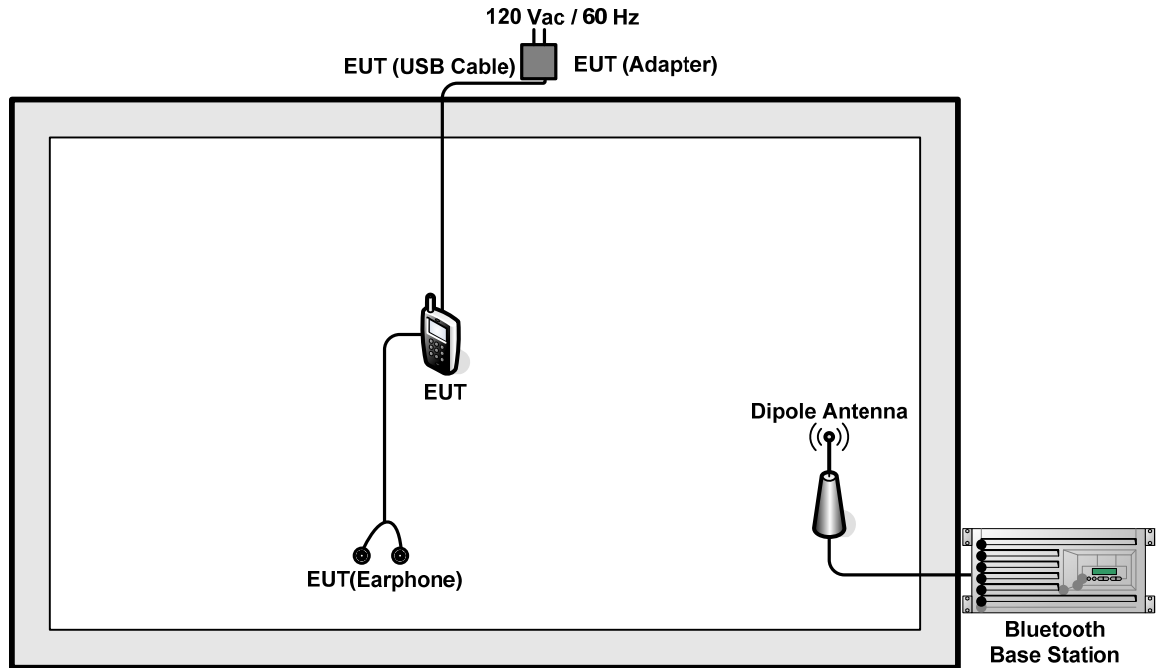 120 Vac / 60 Hz
EUT (USB Cable)
EUT (Adapter)
EUT
Dipole Antenna
EUT(Earphone)
Bluetooth
Base Station